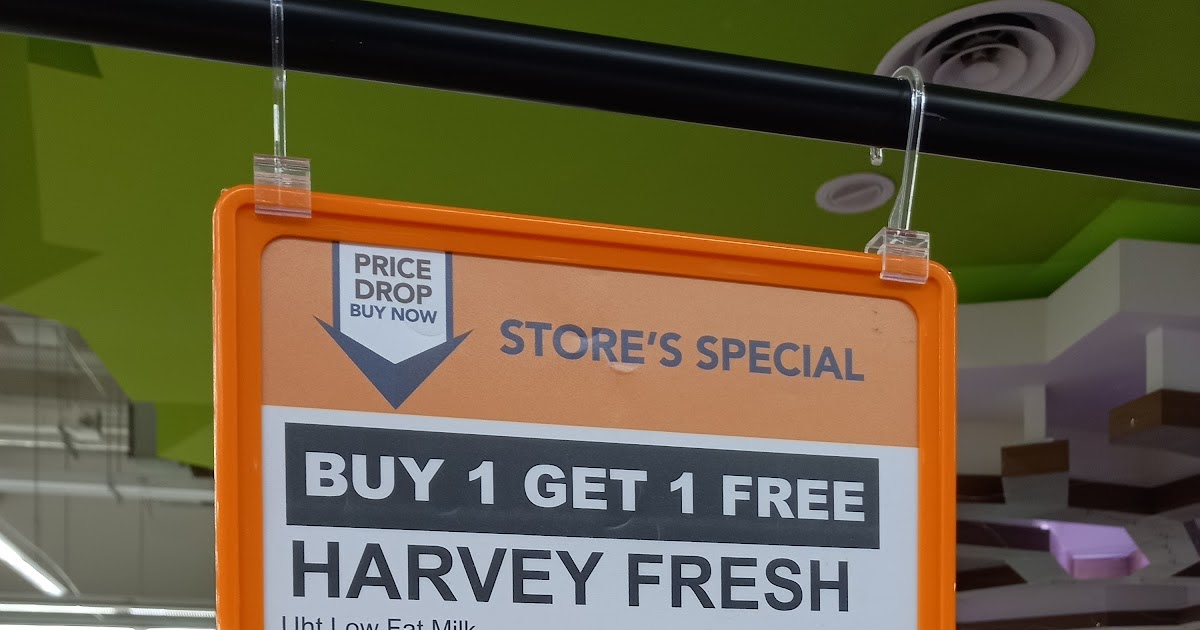 PRICE
DROP
BUY NOW
STORE'S SPECIAL
BUY 1 GET 1 FREE
HARVEY FRESH
Uht Low Fat Milk